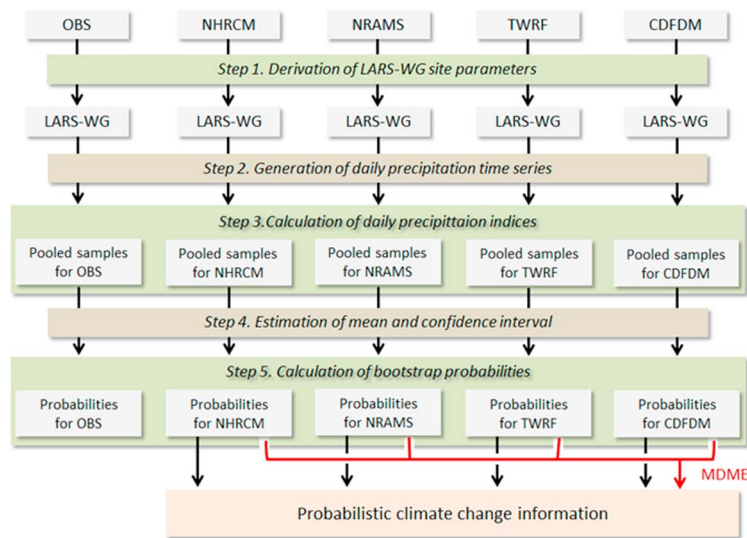 OBS NHRCM NRAMS TWRF CDFDM
Step 1. Derivation of LARS-WG site parameters
LARS-WG LARS-WG LARS-WG LARS-WG LARS-WG
Step 2. Generation of daily precipitation time series
Step 3.Calculation of daily precipittaion indices
Pooled samples for OBS
Pooled samples for NHRCM
Pooled samples for NRAMS
Pooled samples for TWRF
Pooled samples for CDFDM
Step 4. Estimation of mean and confidence interval
Step 5. Calculation of bootstrap probabilities
Probabilities for OBS
Probabilities for NHRCM
Probabilities for NRAMS
Probabilities for TWRF
Probabilities for CDFDM
MDME
Probabilistic climate change information